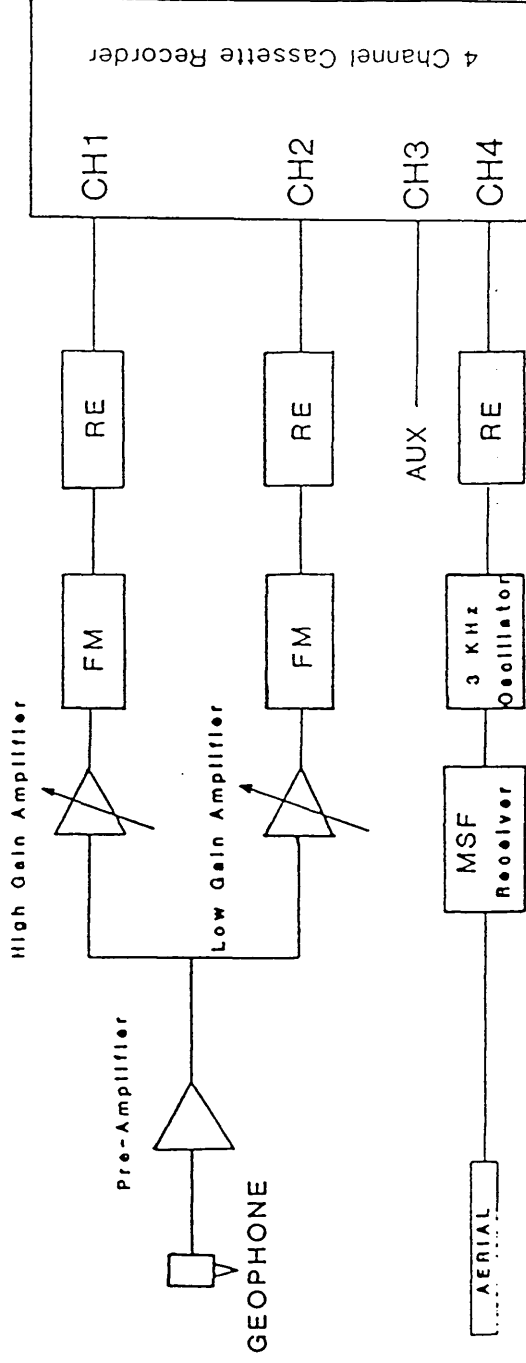 High Gain Amplifier
Pre-Amplifier
GEOPHONE
Low Gain Amplifier
FM
RE
CH1
FM
RE
CH2
AUX
CH3
AERIAL
MSF
Receiver
3 KHz
Oscillator
RE
CH4
4 Channel Cassette Recorder